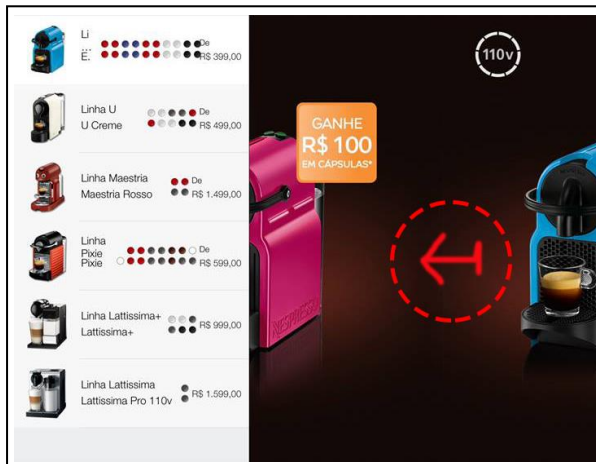 Li
...
E.
De
R$ 399,00
Linha U
De
U Creme
R$ 499,00
Linha Maestria
De
Maestria Rosso
R$ 1.499,00
Linha
Pixie
De
Pixie
R$ 599,00
Linha Lattissima+
Lattissima+
R$ 999,00
Linha Lattissima
Lattissima Pro 110v
R$ 1.599,00
110v
GANHE
R$ 100
EM CÁPSULAS*
NESPRESSO